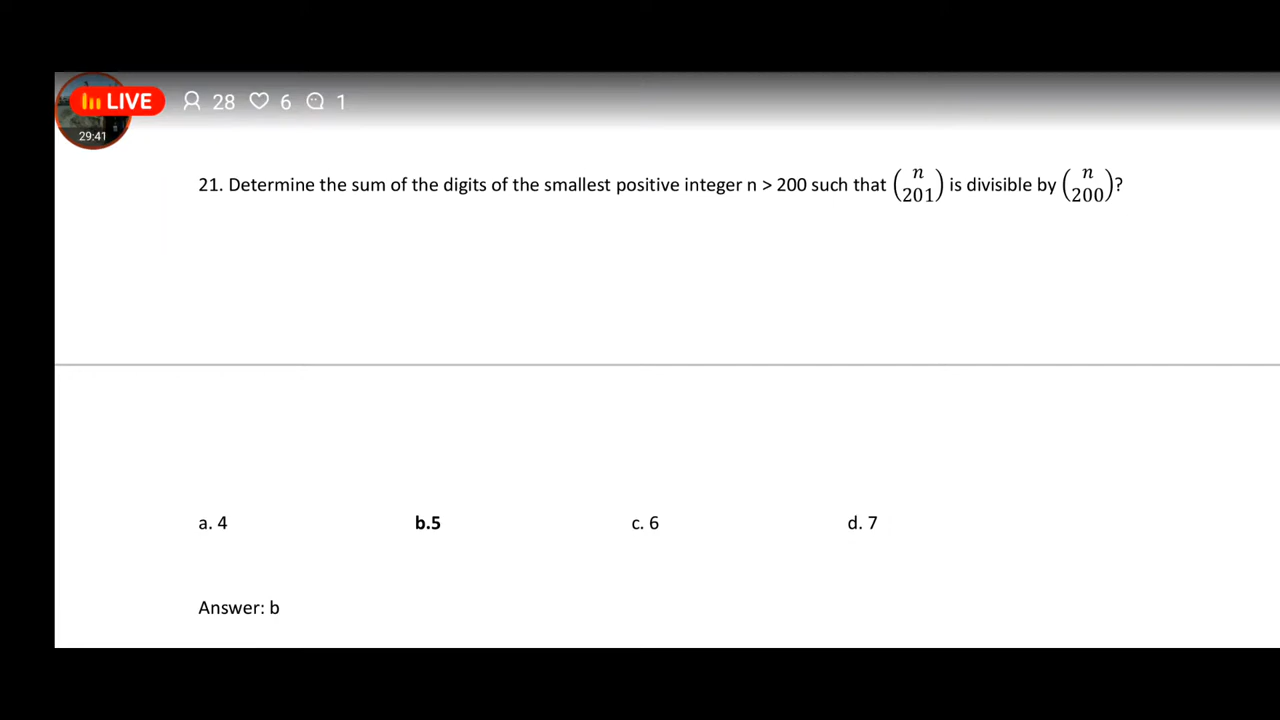 LIVE 28 6 1
29:41
21. Determine the sum of the digits of the smallest positive integer n > 200 such that (n 201) is divisible by (n 200)?
a. 4 b.5 c. 6 d. 7
Answer: b